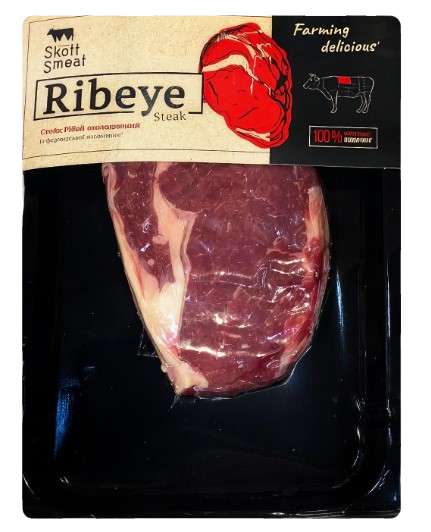 Skott
Smeat
Ribeye
Steak
Farming
delicious'
Стейк Рібай охолоджений
100%